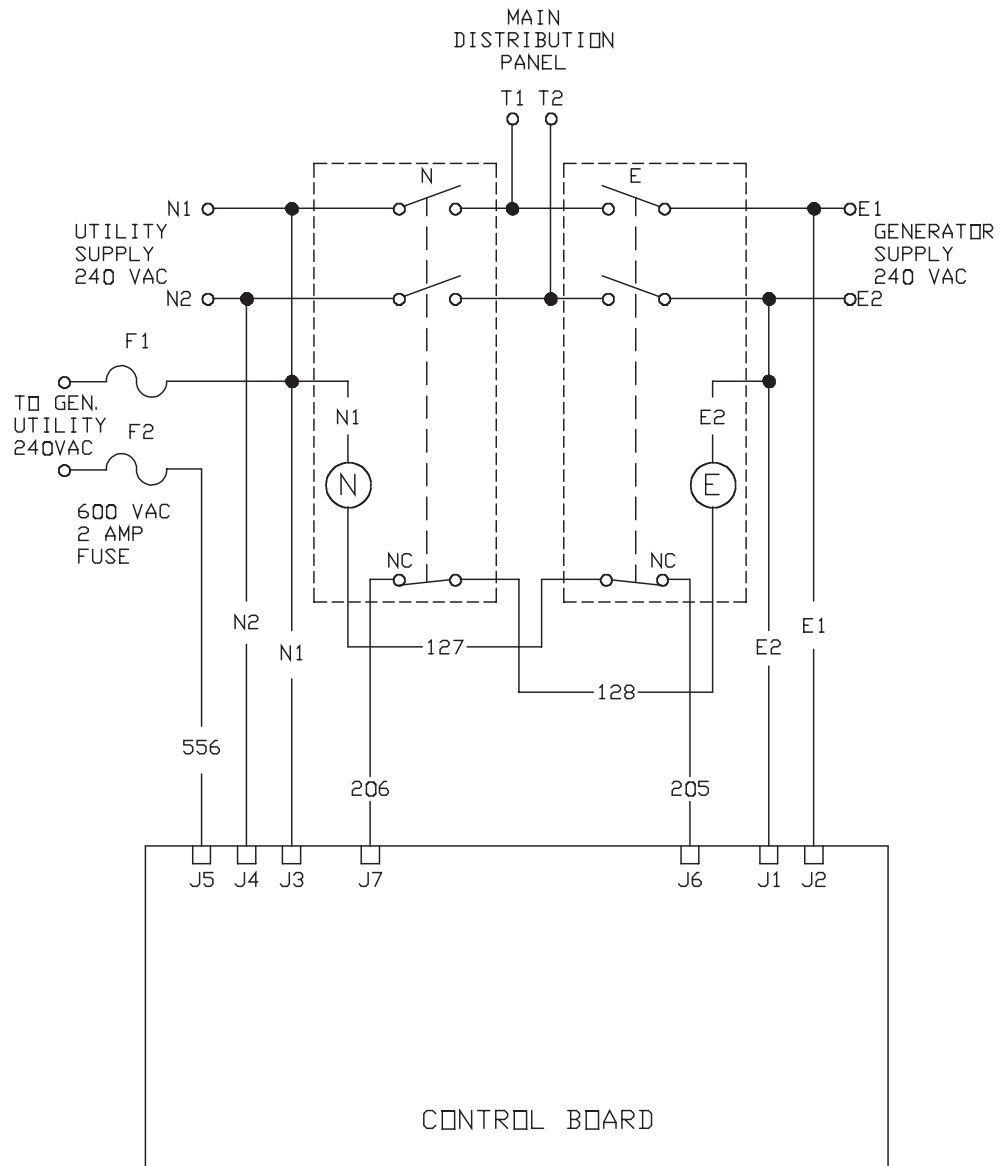 MAIN
DISTRIBUTION
PANEL
T1 T2
N E
N1
UTILITY
SUPPLY
240 VAC
N2
E1
GENERATOR
SUPPLY
240 VAC
E2
F1
TO GEN.
UTILITY
240VAC
F2
600 VAC
2 AMP
FUSE
N1
E2
N
E
NC
NC
N2
N1
127
128
E2
E1
556
206
205
J5 J4 J3 J7 J6 J1 J2
CONTROL BOARD